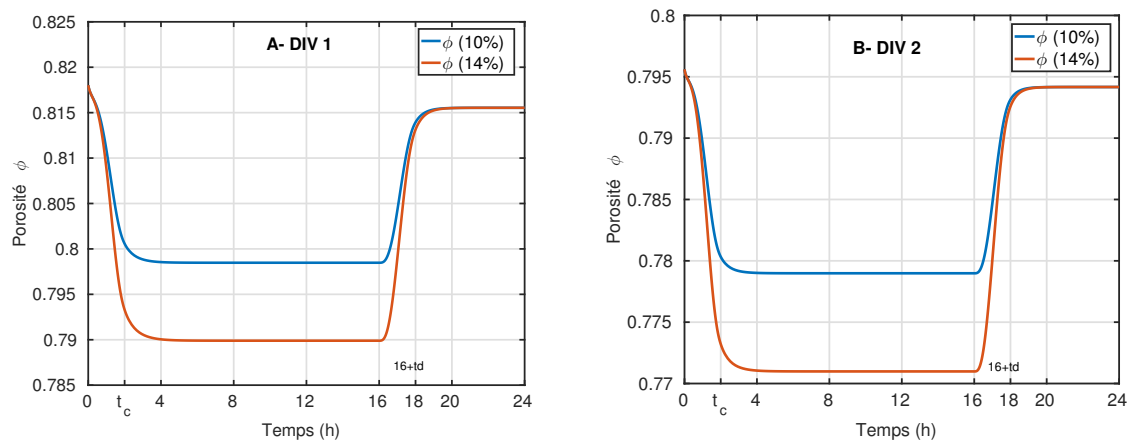 A- DIV 1
ϕ (10%)
ϕ (14%)
0.825
0.82
0.815
0.81
0.805
0.8
0.795
0.79
0.785
Porosité ϕ
16+td
0 t_c 4 8 12 16 18 20 24
Temps (h)
B- DIV 2
ϕ (10%)
ϕ (14%)
0.8
0.795
0.79
0.785
0.78
0.775
0.77
Porosité ϕ
16+td
0 t_c 4 8 12 16 18 20 24
Temps (h)